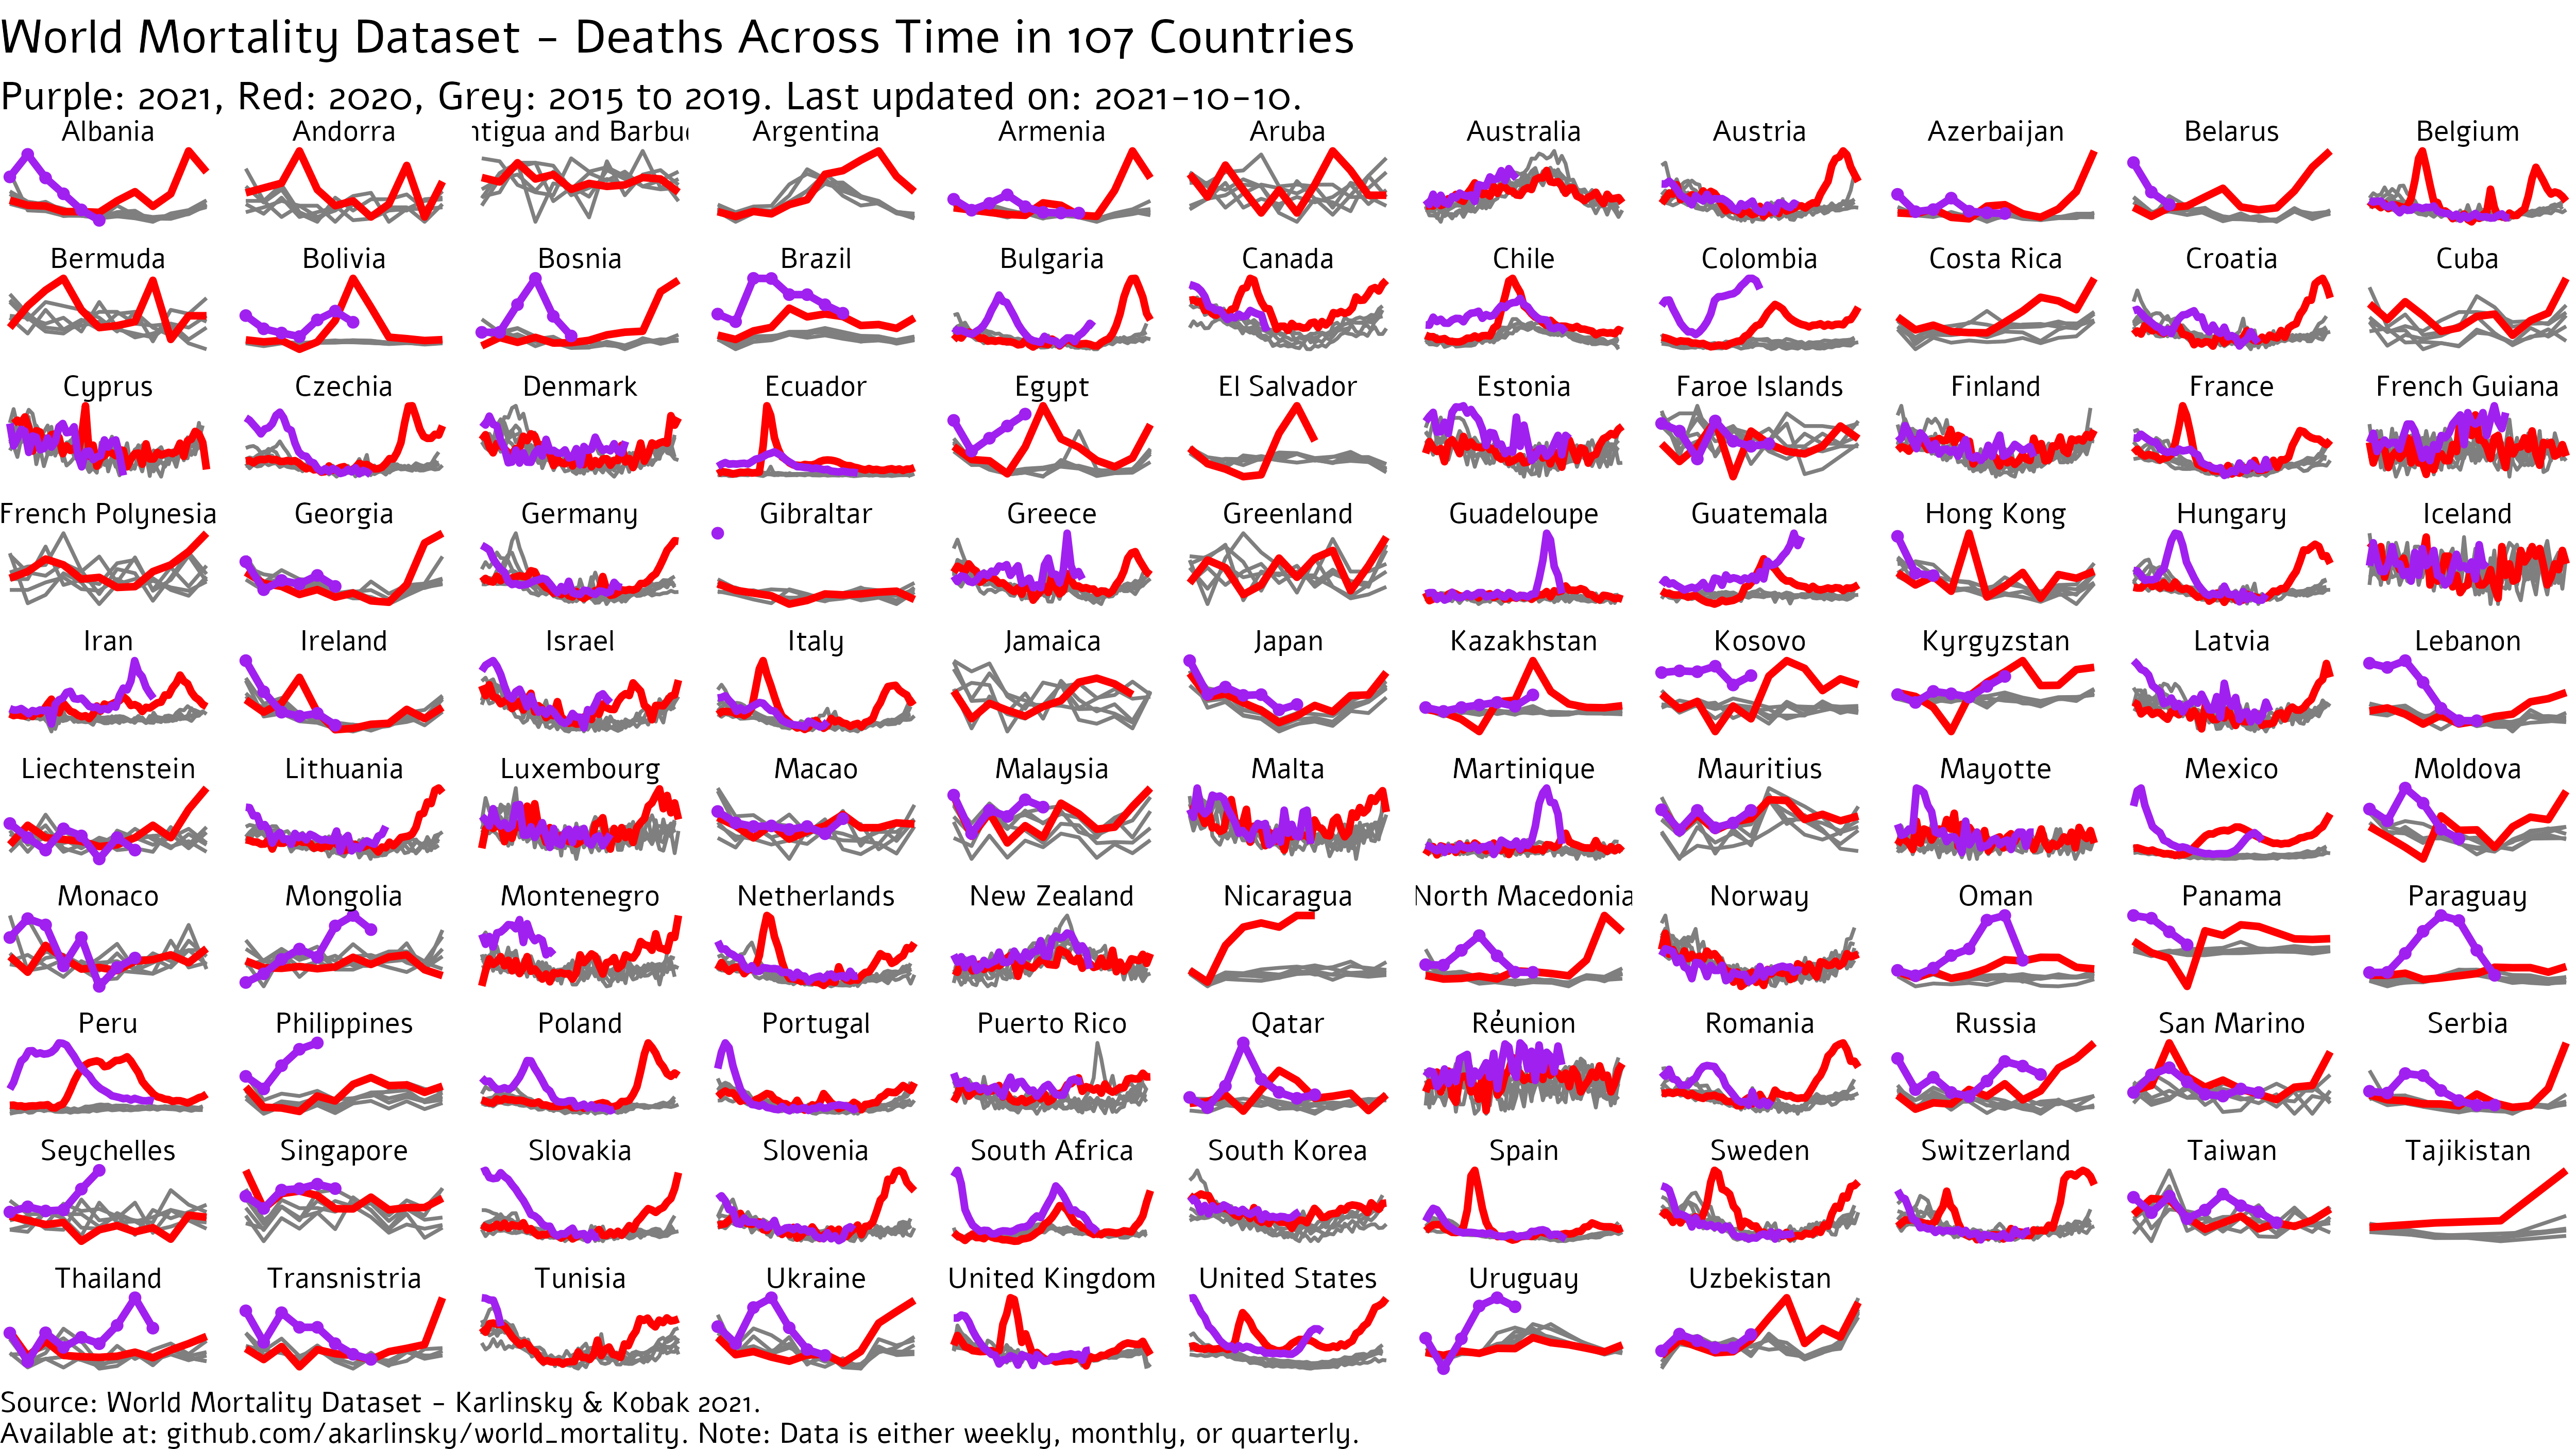 World Mortality Dataset - Deaths Across Time in 107 Countries
Purple: 2021, Red: 2020, Grey: 2015 to 2019. Last updated on: 2021-10-10.
Albania Andorra ntigua and Barbu Argentina Armenia Aruba Australia Austria Azerbaijan Belarus Belgium
Bermuda Bolivia Bosnia Brazil Bulgaria Canada Chile Colombia Costa Rica Croatia Cuba
Cyprus Czechia Denmark Ecuador Egypt El Salvador Estonia Faroe Islands Finland France French Guiana
French Polynesia Georgia Germany Gibraltar Greece Greenland Guadeloupe Guatemala Hong Kong Hungary Iceland
Iran Ireland Israel Italy Jamaica Japan Kazakhstan Kosovo Kyrgyzstan Latvia Lebanon
Liechtenstein Lithuania Luxembourg Macao Malaysia Malta Martinique Mauritius Mayotte Mexico Moldova
Monaco Mongolia Montenegro Netherlands New Zealand Nicaragua North Macedonia Norway Oman Panama Paraguay
Peru Philippines Poland Portugal Puerto Rico Qatar Réunion Romania Russia San Marino Serbia
Seychelles Singapore Slovakia Slovenia South Africa South Korea Spain Sweden Switzerland Taiwan Tajikistan
Thailand Transnistria Tunisia Ukraine United Kingdom United States Uruguay Uzbekistan
Source: World Mortality Dataset - Karlinsky & Kobak 2021.
Available at: github.com/akarlinsky/world_mortality. Note: Data is either weekly, monthly, or quarterly.